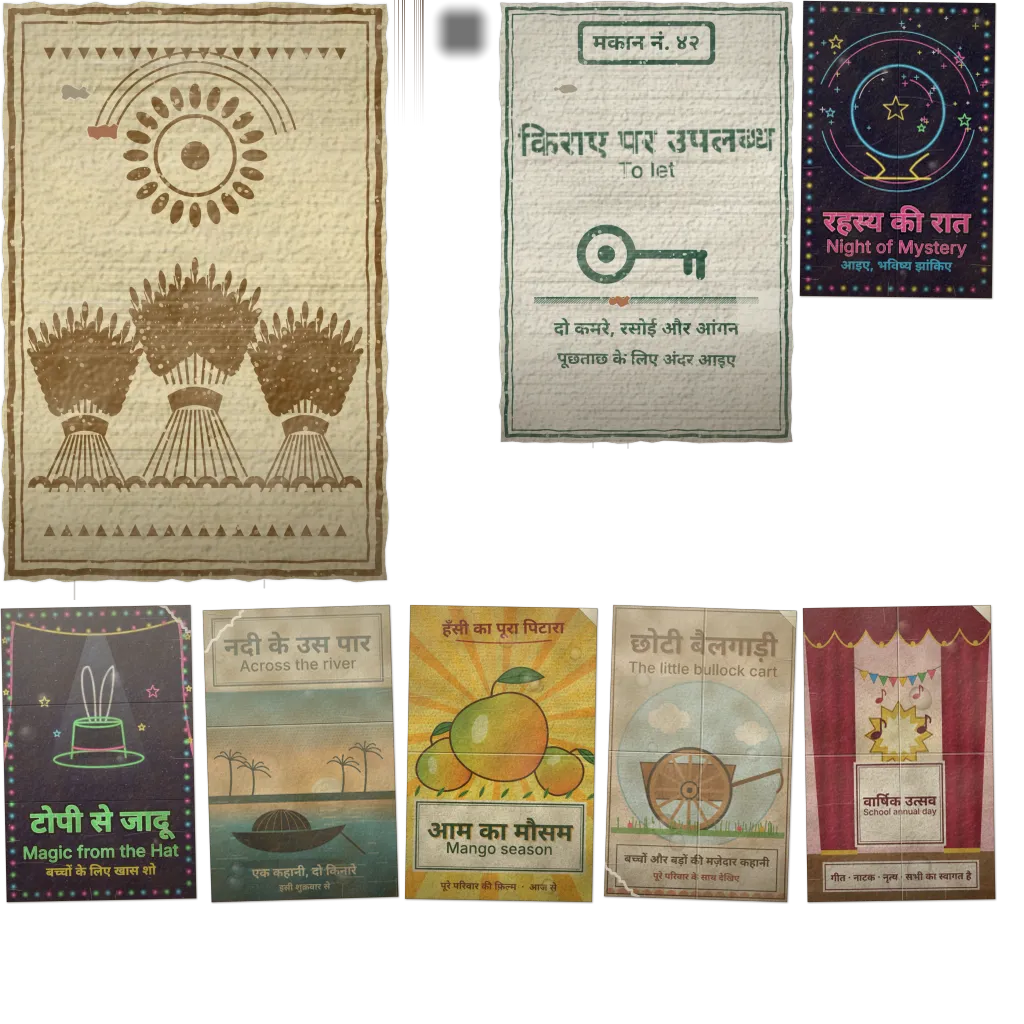 मकान नं. ४२
किराए पर उपलब्ध
To let
दो कमरे, रसोई और आंगन
पूछताछ के लिए अंदर आइए
रहस्य की रात
Night of Mystery
आइए, भविष्य झांकिए
टोपी से जादू
Magic from the Hat
बच्चों के लिए खास शो
नदी के उस पार
Across the river
एक कहानी, दो किनारे
इसी शुक्रवार से
हँसी का पूरा पिटारा
आम का मौसम
Mango season
पूरे परिवार की फ़िल्म · आज से
छोटी बैलगाड़ी
The little bullock cart
बच्चों और बड़ों की मज़ेदार कहानी
पूरे परिवार के साथ देखिए
वार्षिक उत्सव
School annual day
गीत · नाटक · नृत्य · सभी का स्वागत है